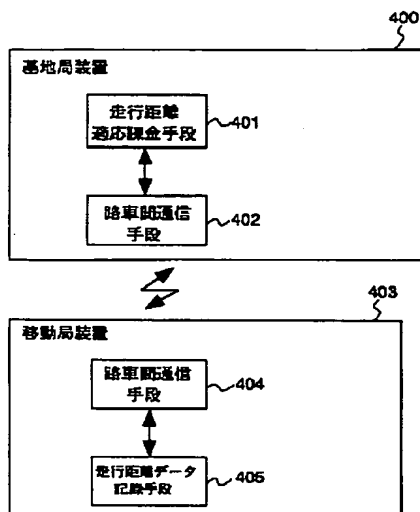 400
基地局装置
走行距離
適応課金手段
401
路車間通信
手段
402
403
移動局装置
路車間通信
手段
404
走行距離データ
記録手段
405